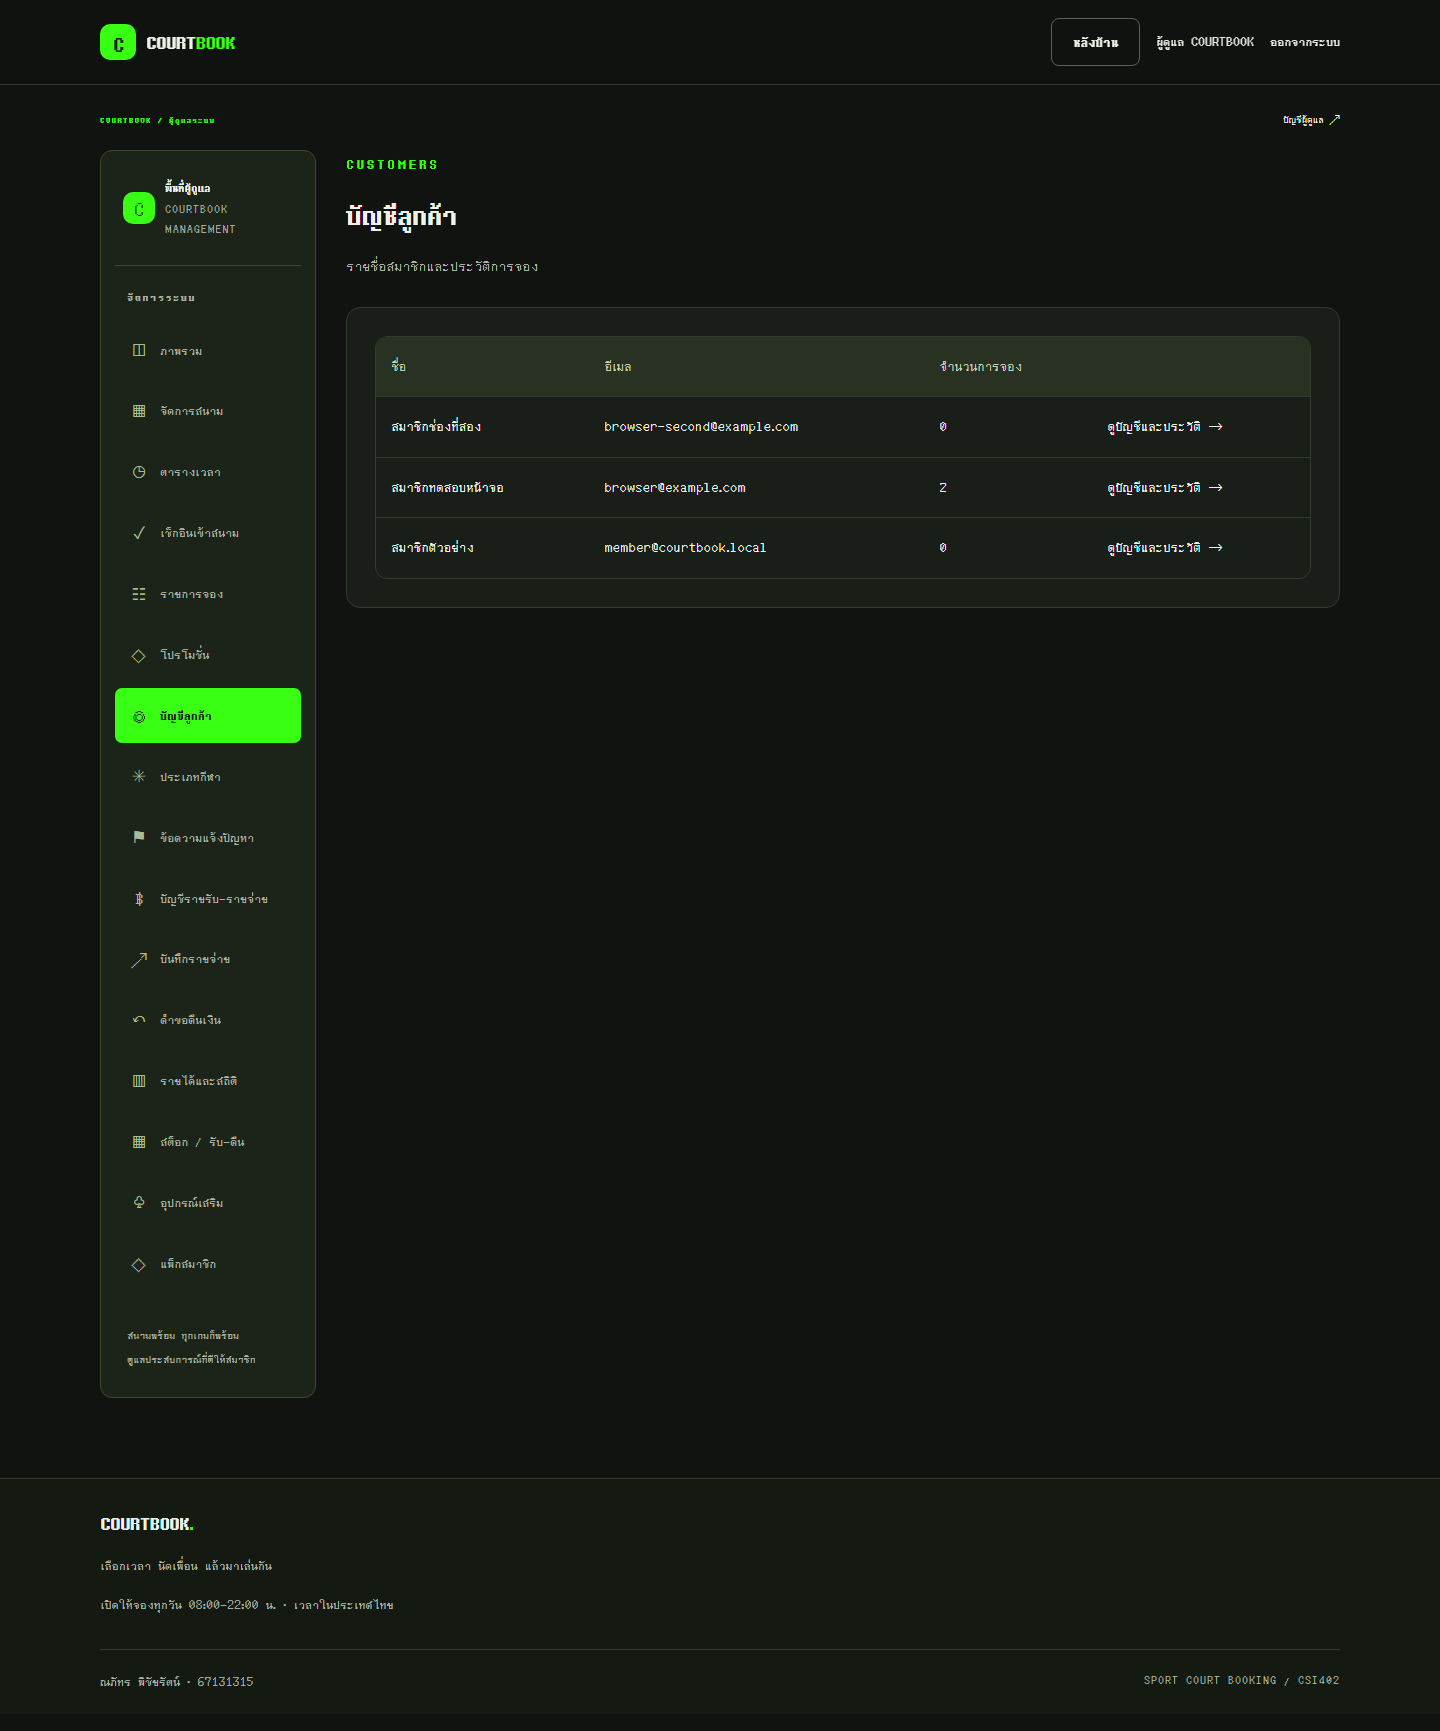 C COURTBOOK
หลังบ้าน ผู้ดูแล COURTBOOK ออกจากระบบ
COURTBOOK / ผู้ดูแลระบบ
บัญชีผู้ดูแล ↗
C
พื้นที่ผู้ดูแล
COURTBOOK
MANAGEMENT
จัดการระบบ
ภาพรวม
จัดการสนาม
ตารางเวลา
เช็กอินเข้าสนาม
รายการจอง
โปรโมชั่น
บัญชีลูกค้า
ประเภทกีฬา
ข้อความแจ้งปัญหา
฿ บัญชีรายรับ-รายจ่าย
บันทึกรายจ่าย
คำขอคืนเงิน
รายได้และสถิติ
สต็อก / รับ-คืน
อุปกรณ์เสริม
แพ็กสมาชิก
สนามพร้อม ทุกเกมก็พร้อม
ดูแลประสบการณ์ที่ดีให้สมาชิก
CUSTOMERS
บัญชีลูกค้า
รายชื่อสมาชิกและประวัติการจอง
ชื่อ อีเมล จำนวนการจอง
สมาชิกช่องที่สอง browser-second@example.com 0 ดูบัญชีและประวัติ →
สมาชิกทดสอบหน้าจอ browser@example.com 2 ดูบัญชีและประวัติ →
สมาชิกตัวอย่าง member@courtbook.local 0 ดูบัญชีและประวัติ →
COURTBOOK.
เลือกเวลา นัดเพื่อน แล้วมาเล่นกัน
เปิดให้จองทุกวัน 08:00–22:00 น. · เวลาในประเทศไทย
ณภัทร พิชัยรัตน์ · 67131315
SPORT COURT BOOKING / CSI402